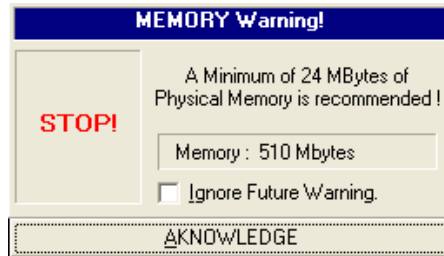 MEMORY Warning!
A Minimum of 24 MBytes of
Physical Memory is recommended !
STOP!
Memory : 510 Mbytes
Ignore Future Warning.
AKNOWLEDGE